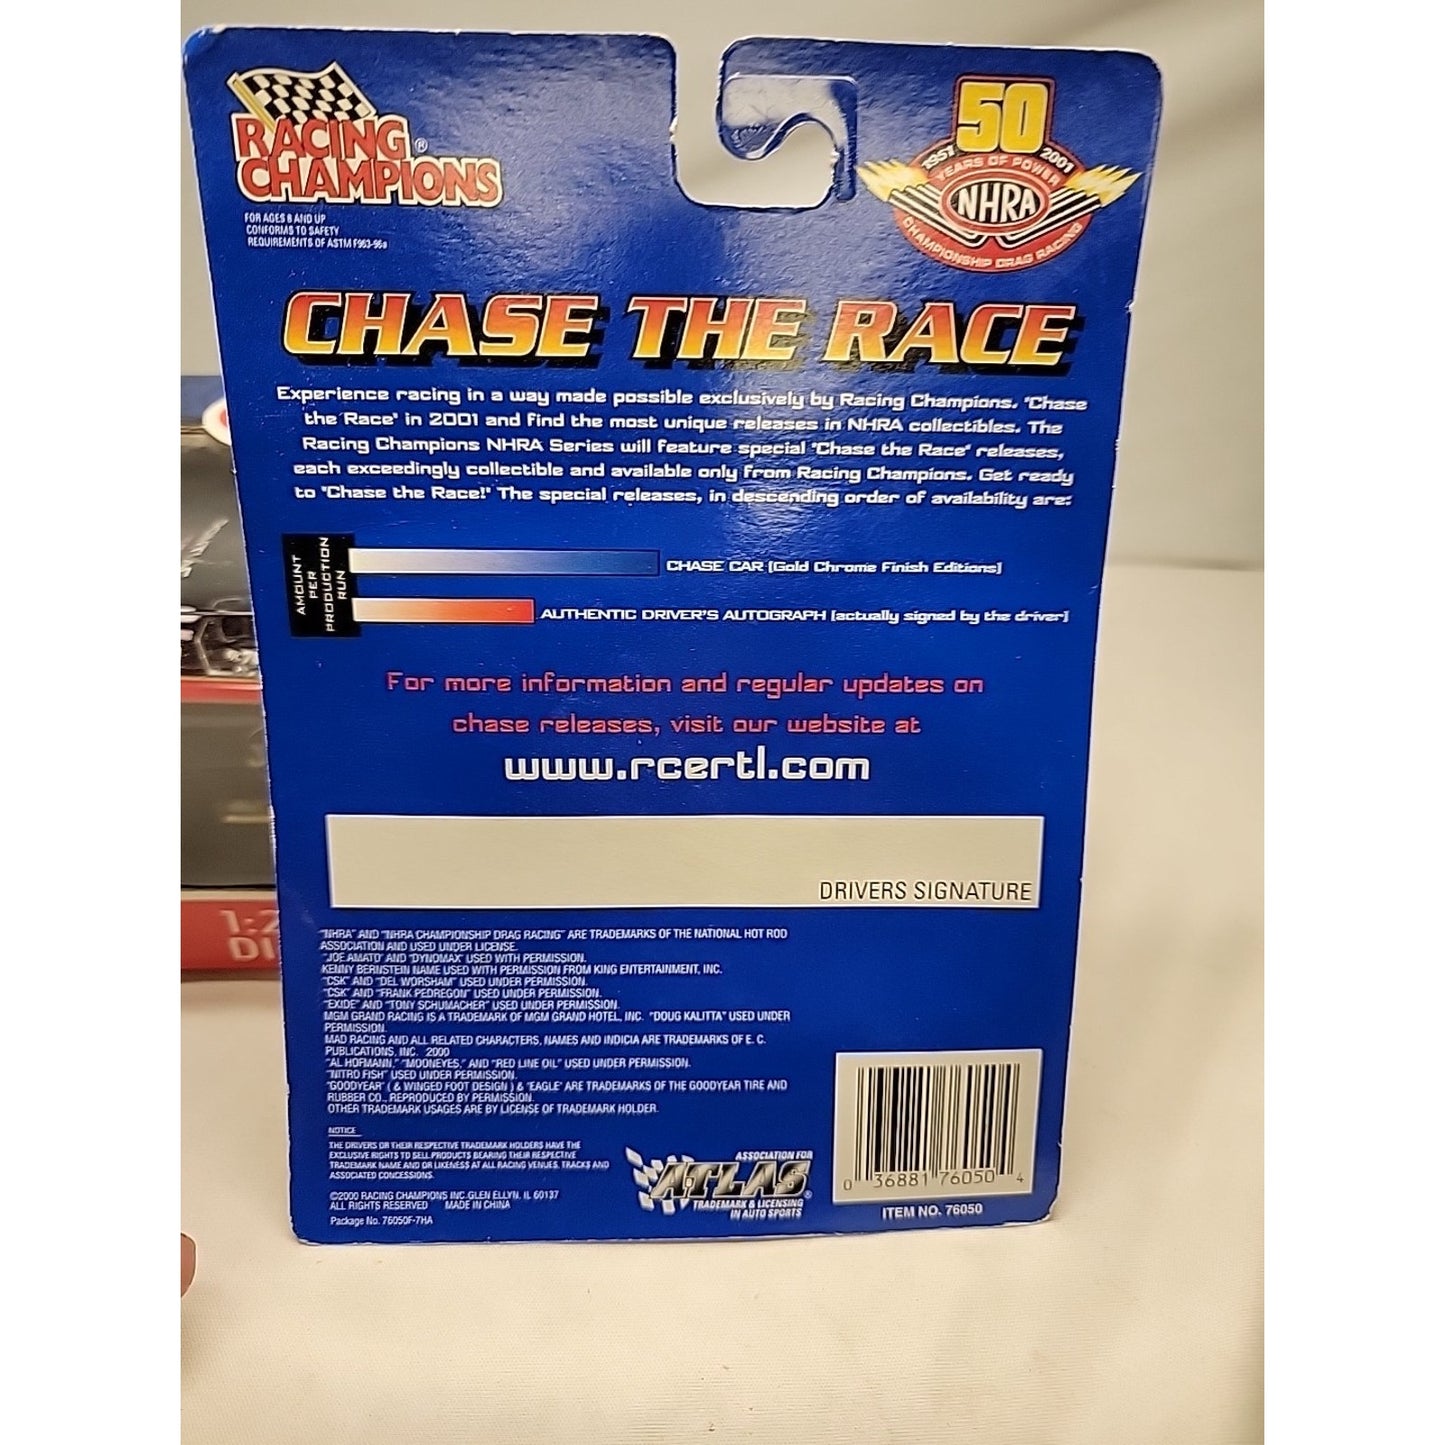 RACING ®
CHAMPIONS
FOR AGES 8 AND UP
CONFORMS TO SAFETY
REQUIREMENTS OF ASTM F963-96a
50
1951 2001
YEARS OF POWER
NHRA
CHAMPIONSHIP DRAG RACING
CHASE THE RACE
Experience racing in a way made possible exclusively by Racing Champions. "Chase
the Race" in 2001 and find the most unique releases in NHRA collectibles. The
Racing Champions NHRA Series will feature special "Chase the Race" releases,
each exceedingly collectible and available only from Racing Champions. Get ready
to "Chase the Race!" The special releases, in descending order of availability are:
AMOUNT
PER
PRODUCTION
RUN
CHASE CAR (Gold Chrome Finish Editions)
AUTHENTIC DRIVER'S AUTOGRAPH (actually signed by the driver)
For more information and regular updates on
chase releases, visit our website at
www.rcertl.com
DRIVERS SIGNATURE
"NHRA" AND "NHRA CHAMPIONSHIP DRAG RACING" ARE TRADEMARKS OF THE NATIONAL HOT ROD
ASSOCIATION AND USED UNDER LICENSE.
"JOE AMATO" AND "DYNOMAX" USED WITH PERMISSION.
KENNY BERNSTEIN NAME USED WITH PERMISSION FROM KING ENTERTAINMENT, INC.
"CSK" AND "DEL WORSHAM" USED UNDER PERMISSION.
"CSK" AND "FRANK PEDREGON" USED UNDER PERMISSION.
"EXIDE" AND "TONY SCHUMACHER" USED UNDER PERMISSION.
MGM GRAND RACING IS A TRADEMARK OF MGM GRAND HOTEL, INC. "DOUG KALITTA" USED UNDER
PERMISSION.
MAD RACING AND ALL RELATED CHARACTERS, NAMES AND INDICIA ARE TRADEMARKS OF E. C.
PUBLICATIONS, INC. 2000
"AL HOFMANN," "MOONEYES," AND "RED LINE OIL" USED UNDER PERMISSION.
"NITRO FISH" USED UNDER PERMISSION.
"GOODYEAR" ( & WINGED FOOT DESIGN ) & "EAGLE" ARE TRADEMARKS OF THE GOODYEAR TIRE AND
RUBBER CO., REPRODUCED BY PERMISSION.
OTHER TRADEMARK USAGES ARE BY LICENSE OF TRADEMARK HOLDER.
NOTICE
THE DRIVERS OR THEIR RESPECTIVE TRADEMARK HOLDERS HAVE THE
EXCLUSIVE RIGHTS TO SELL PRODUCTS BEARING THEIR RESPECTIVE
TRADEMARK NAME AND OR LIKENESS AT ALL RACING VENUES, TRACKS AND
ASSOCIATED CONCESSIONS.
©2000 RACING CHAMPIONS INC. GLEN ELLYN, IL 60137
ALL RIGHTS RESERVED MADE IN CHINA
Package No. 76050F-7HA
ASSOCIATION FOR
ATLAS ®
TRADEMARK & LICENSING
IN AUTO SPORTS
0 36881 76050 4
ITEM NO. 76050
1:2
DI